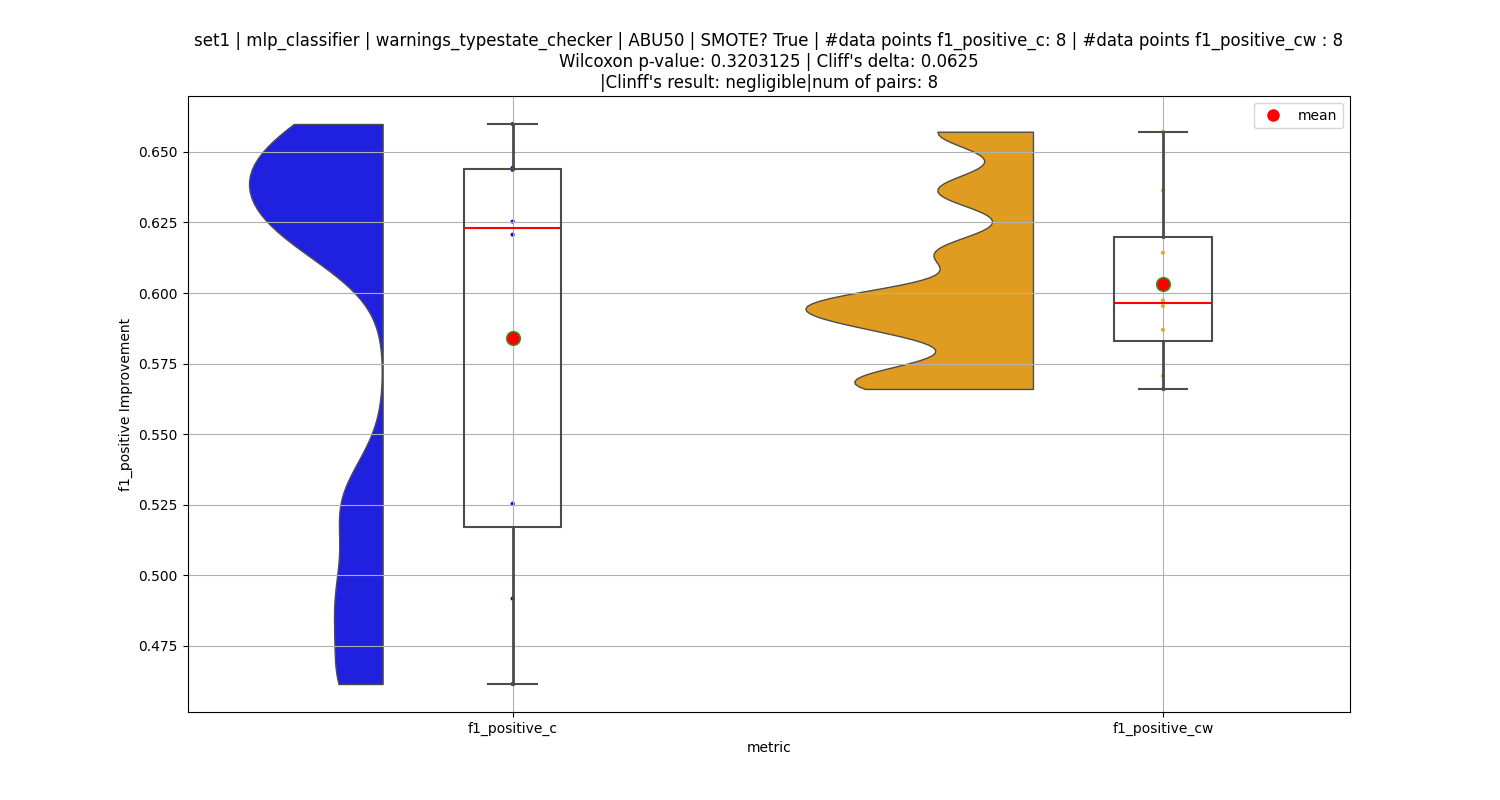 set1 | mlp_classifier | warnings_typestate_checker | ABU50 | SMOTE? True | #data points f1_positive_c: 8 | #data points f1_positive_cw : 8
Wilcoxon p-value: 0.3203125 | Cliff's delta: 0.0625
|Clinff's result: negligible|num of pairs: 8
mean
0.650
0.625
0.600
0.575
0.550
0.525
0.500
0.475
f1_positive Improvement
f1_positive_c
f1_positive_cw
metric